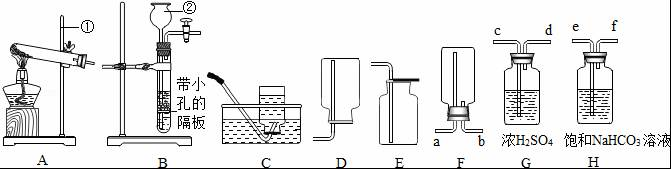 ①
②
带小
孔的
隔板
c d e f
a b
浓H₂SO₄ 饱和NaHCO₃溶液
A B C D E F G H